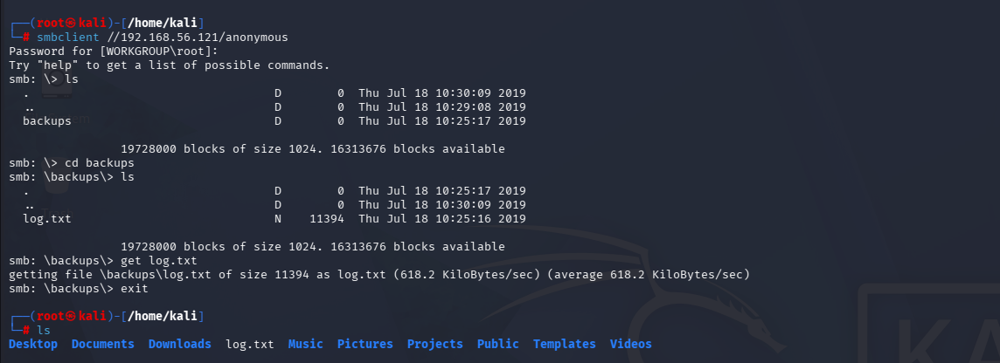 ┌──(root㉿kali)-[/home/kali]
└─# smbclient //192.168.56.121/anonymous
Password for [WORKGROUP\root]:
Try "help" to get a list of possible commands.
smb: \> ls
  .                                   D        0  Thu Jul 18 10:30:09 2019
  ..                                  D        0  Thu Jul 18 10:29:08 2019
  backups                             D        0  Thu Jul 18 10:25:17 2019

                19728000 blocks of size 1024. 16313676 blocks available
smb: \> cd backups
smb: \backups\> ls
  .                                   D        0  Thu Jul 18 10:25:17 2019
  ..                                  D        0  Thu Jul 18 10:30:09 2019
  log.txt                             N    11394  Thu Jul 18 10:25:16 2019

                19728000 blocks of size 1024. 16313676 blocks available
smb: \backups\> get log.txt
getting file \backups\log.txt of size 11394 as log.txt (618.2 KiloBytes/sec) (average 618.2 KiloBytes/sec)
smb: \backups\> exit

┌──(root㉿kali)-[/home/kali]
└─# ls
Desktop  Documents  Downloads  log.txt  Music  Pictures  Projects  Public  Templates  Videos
KA